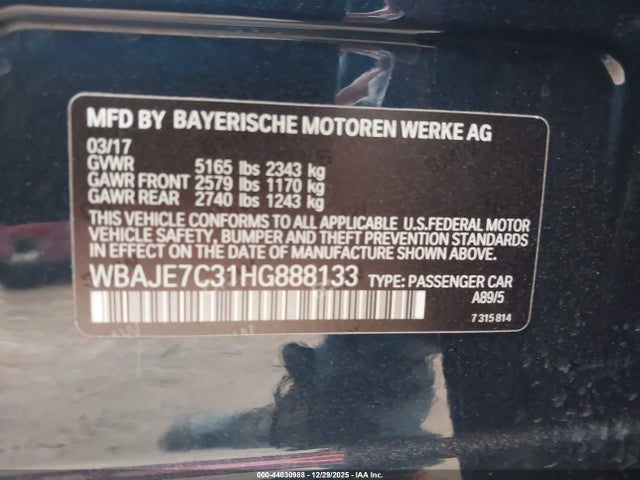 MFD BY BAYERISCHE MOTOREN WERKE AG
03/17
GVWR 5165 lbs 2343 kg
GAWR FRONT 2579 lbs 1170 kg
GAWR REAR 2740 lbs 1243 kg
THIS VEHICLE CONFORMS TO ALL APPLICABLE U.S.FEDERAL MOTOR
VEHICLE SAFETY, BUMPER AND THEFT PREVENTION STANDARDS
IN EFFECT ON THE DATE OF MANUFACTURE SHOWN ABOVE.
WBAJE7C31HG888133 TYPE: PASSENGER CAR
A89/5
7 315 814
000-44030988 - 12/29/2025 - IAA Inc.